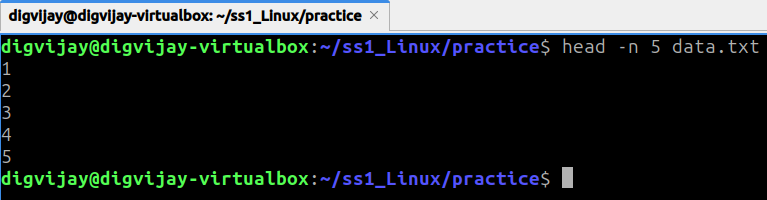 digvijay@digvijay-virtualbox: ~/ss1_Linux/practice ×
digvijay@digvijay-virtualbox:~/ss1_Linux/practice$ head -n 5 data.txt
1
2
3
4
5
digvijay@digvijay-virtualbox:~/ss1_Linux/practice$